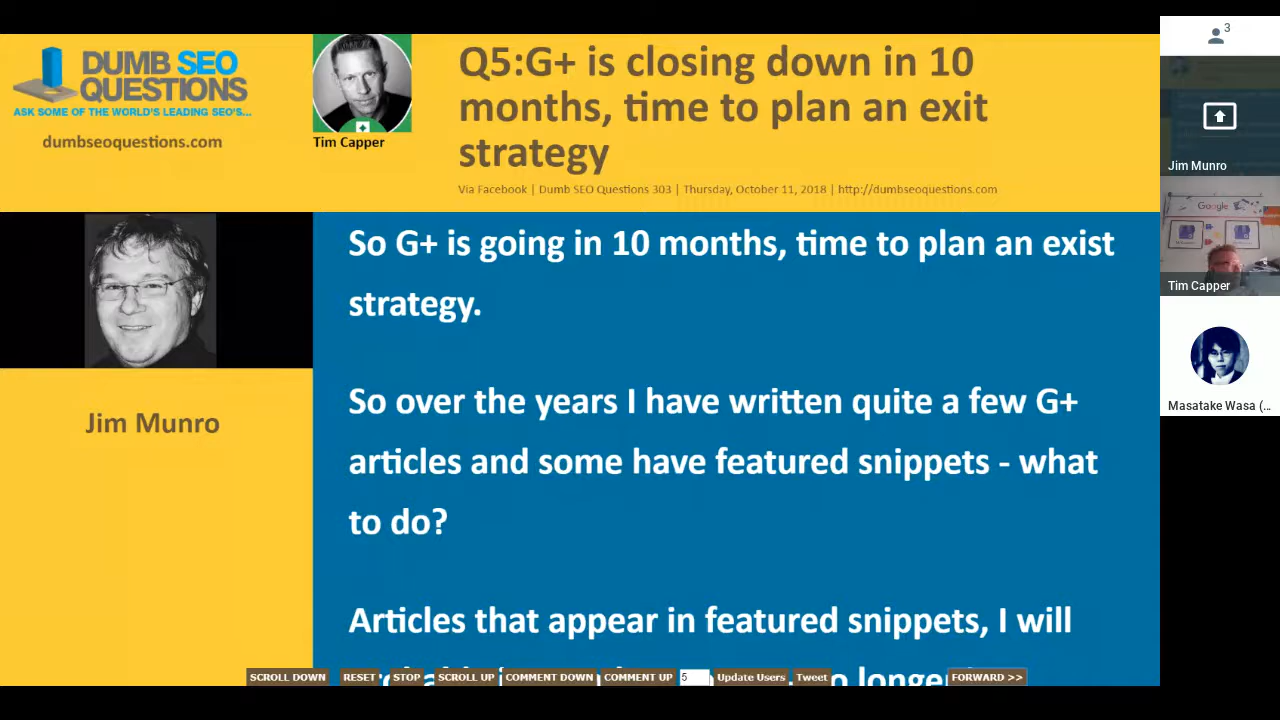 DUMB SEO
QUESTIONS
ASK SOME OF THE WORLD'S LEADING SEO'S...
dumbseoquestions.com
Tim Capper
Q5:G+ is closing down in 10
months, time to plan an exit
strategy
Via Facebook | Dumb SEO Questions 303 | Thursday, October 11, 2018 | http://dumbseoquestions.com
Jim Munro
So G+ is going in 10 months, time to plan an exist
strategy.
So over the years I have written quite a few G+
articles and some have featured snippets - what
to do?
Articles that appear in featured snippets, I will
longer
SCROLL DOWN RESET STOP SCROLL UP COMMENT DOWN COMMENT UP 5 Update Users Tweet FORWARD >>
3
Jim Munro
Google
Tim Capper
Masatake Wasa (...